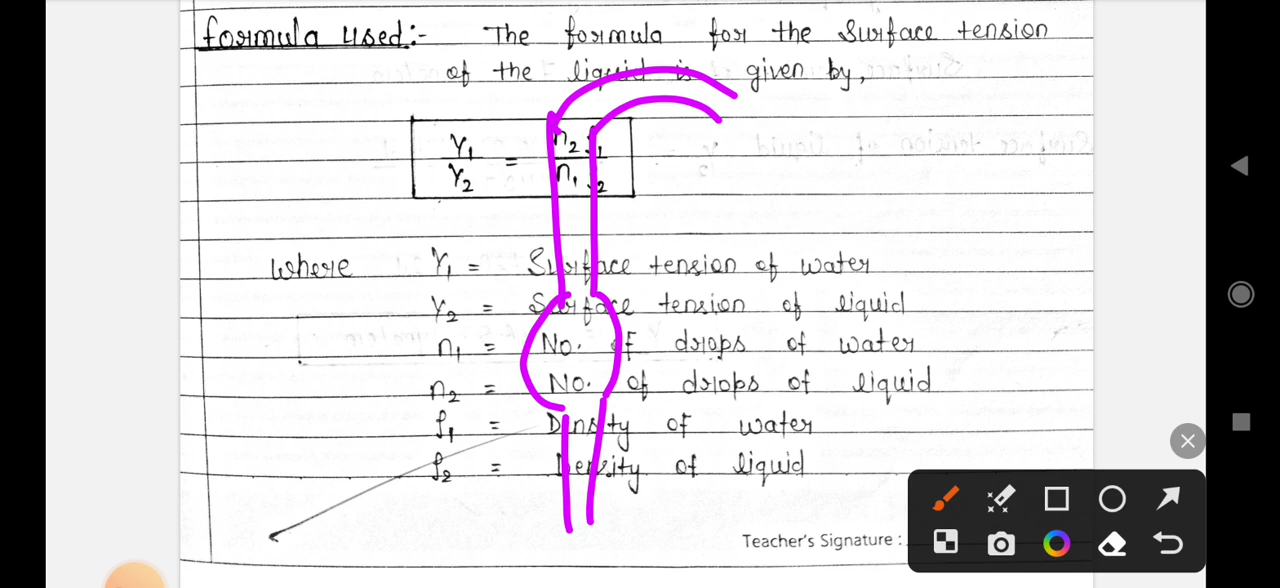 Formula Used:- The formula for the Surface tension
of the liquid is given by,
γ₁/γ₂ = n₂ ρ₁/n₁ ρ₂
where γ₁ = Surface tension of water
γ₂ = Surface tension of liquid
n₁ = No. of drops of water
n₂ = No. of drops of liquid
ρ₁ = Density of water
ρ₂ = Density of liquid
Teacher's Signature :